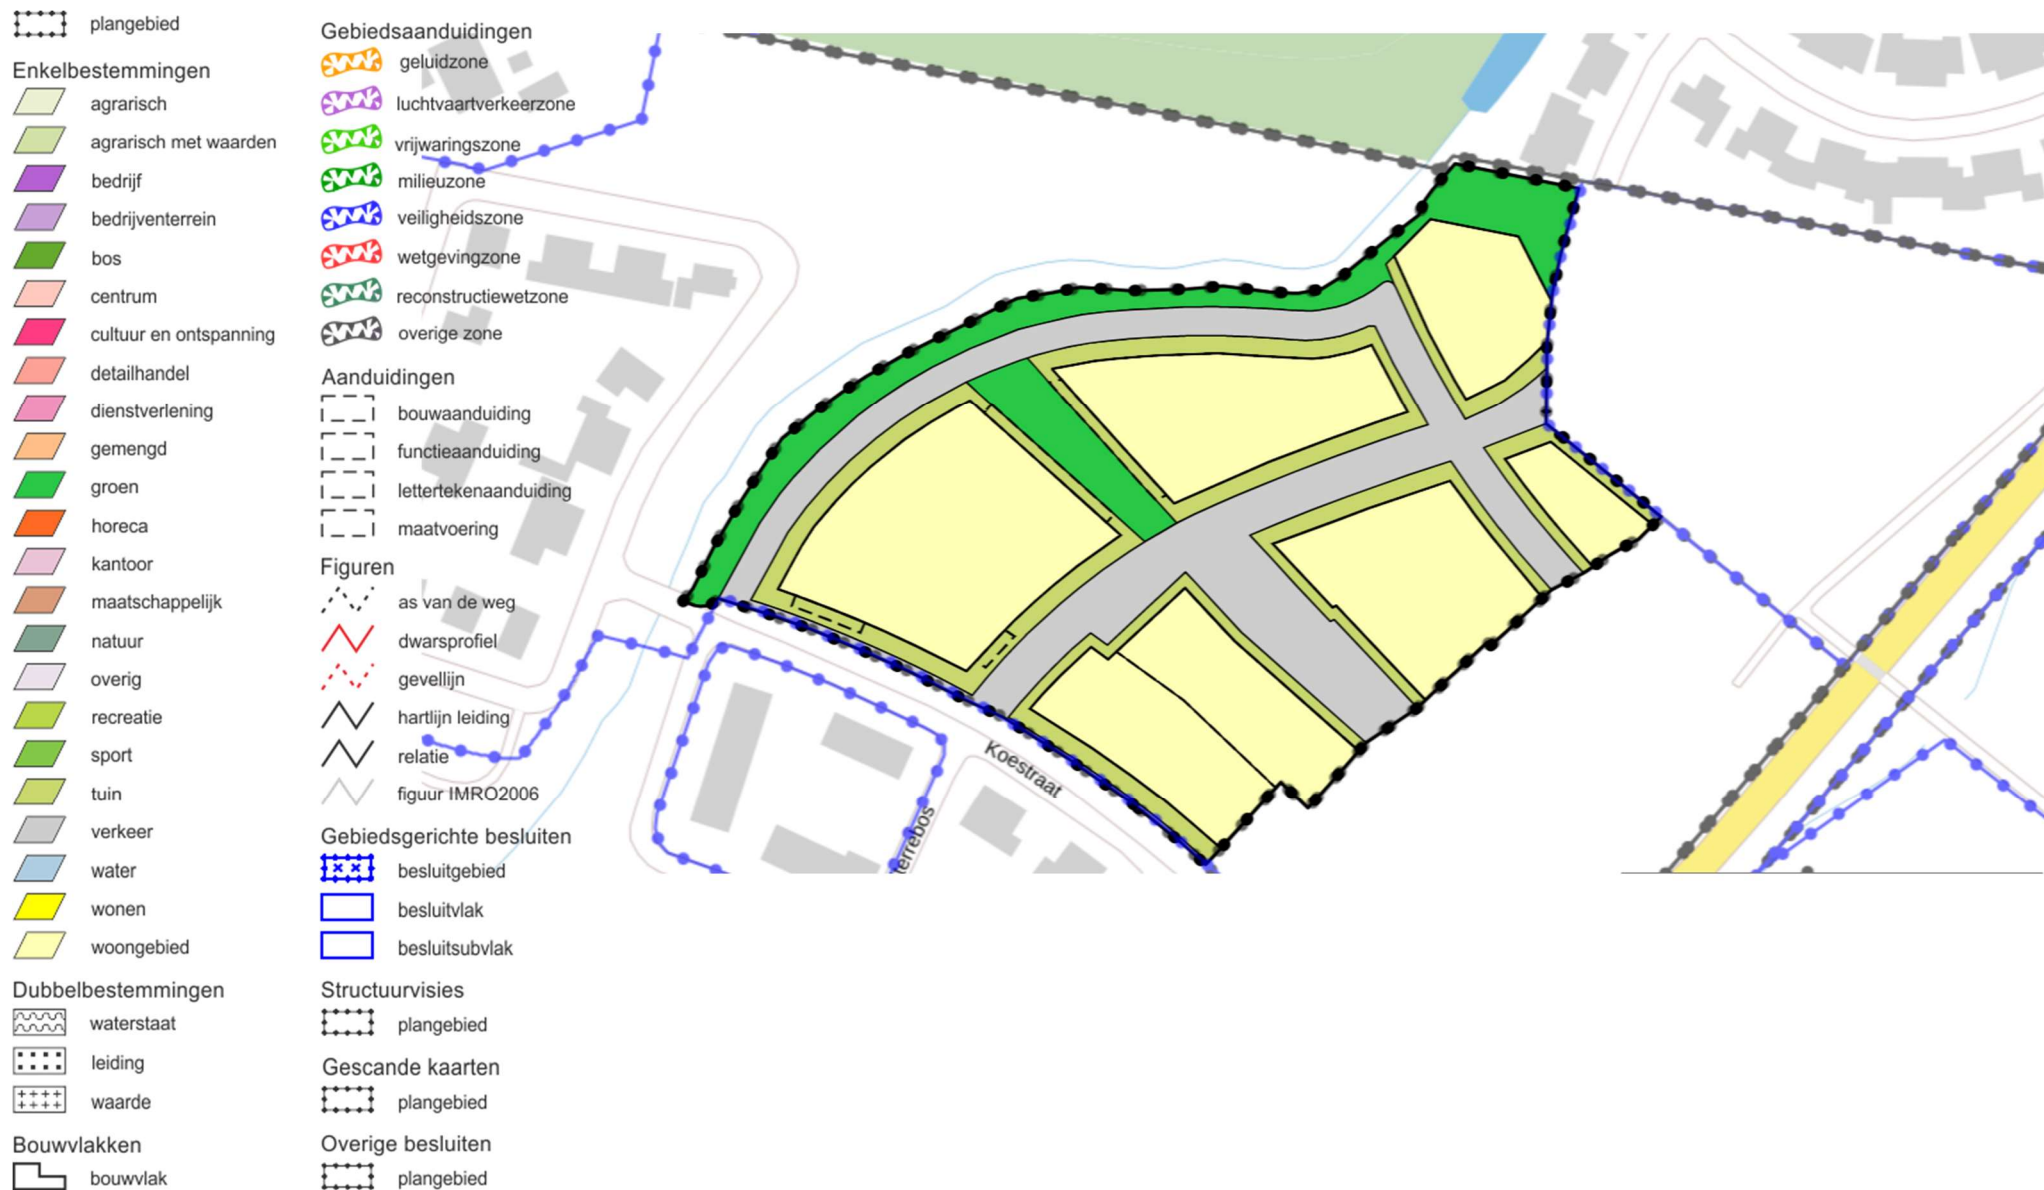 plangebied
Enkelbestemmingen
agrarisch
agrarisch met waarden
bedrijf
bedrijventerrein
bos
centrum
cultuur en ontspanning
detailhandel
dienstverlening
gemengd
groen
horeca
kantoor
maatschappelijk
natuur
overig
recreatie
sport
tuin
verkeer
water
wonen
woongebied
Dubbelbestemmingen
waterstaat
leiding
waarde
Bouwvlakken
bouwvlak
Gebiedsaanduidingen
geluidzone
luchtvaartverkeerzone
vrijwaringszone
milieuzone
veiligheidszone
wetgevingzone
reconstructiewetzone
overige zone
Aanduidingen
bouwaanduiding
functieaanduiding
lettertekenaanduiding
maatvoering
Figuren
as van de weg
dwarsprofiel
gevellijn
hartlijn leiding
relatie
figuur IMRO2006
Gebiedsgerichte besluiten
besluitgebied
besluitvlak
besluitsubvlak
Structuurvisies
plangebied
Gescande kaarten
plangebied
Overige besluiten
plangebied
Koestraat